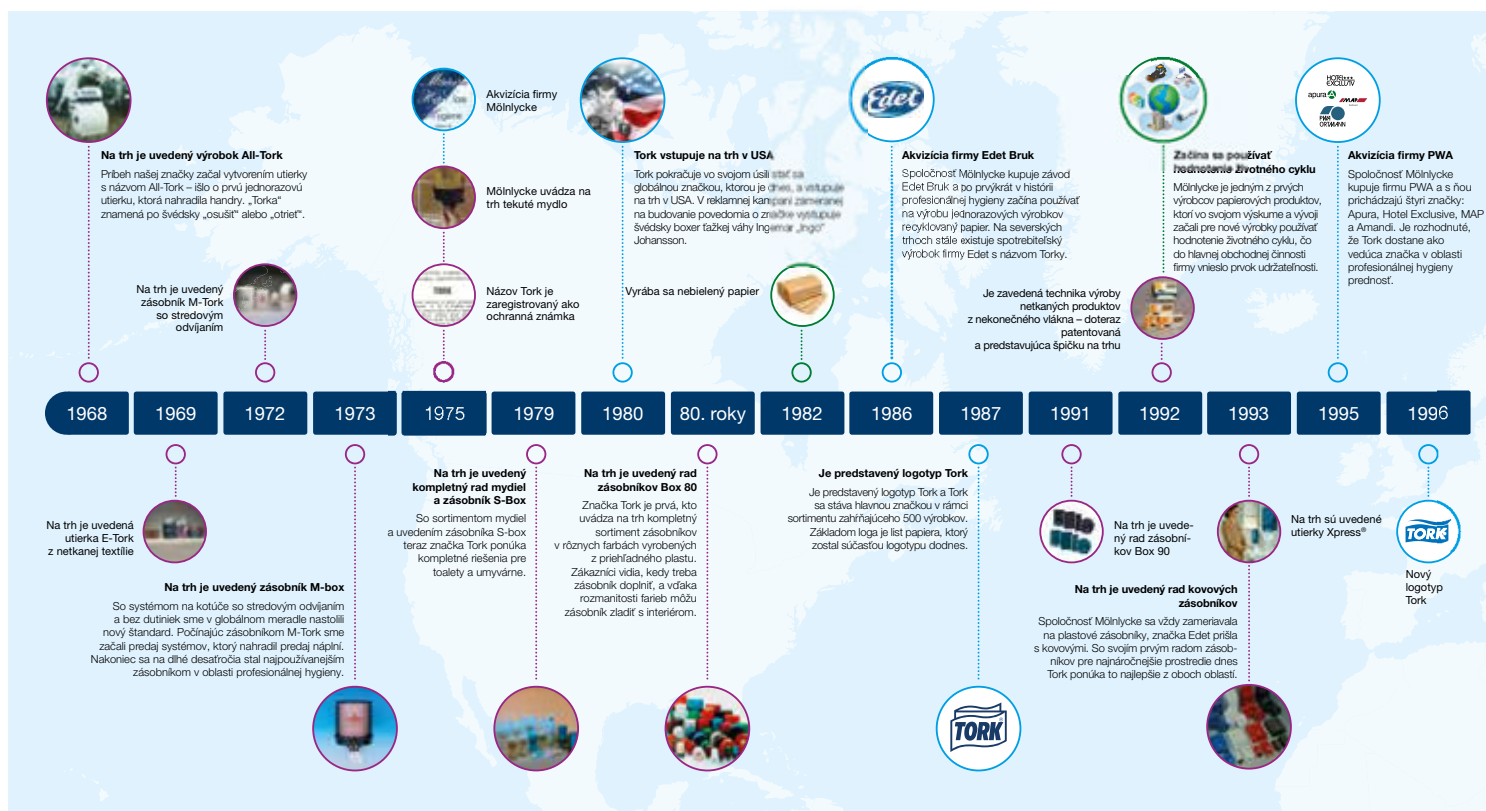 Na trh je uvedený výrobok All-Tork
Príbeh našej značky začal vytvorením utierky
s názvom All-Tork – išlo o prvú jednorazovú
utierku, ktorá nahradila handry. „Torka“
znamená po švédsky „osušiť“ alebo „otrieť“.
Na trh je uvedený
zásobník M-Tork
so stredovým
odvíjaním
Akvizícia firmy
Mölnlycke
Mölnlycke uvádza na
trh tekuté mydlo
Názov Tork je
zaregistrovaný ako
ochranná známka
Tork vstupuje na trh v USA
Tork pokračuje vo svojom úsilí stať sa
globálnou značkou, ktorou je dnes, a vstupuje
na trh v USA. V reklamnej kampani zameranej
na budovanie povedomia o značke vystupuje
švédsky boxer ťažkej váhy Ingemar „Ingo“
Johansson.
Vyrába sa nebielený papier
Edet
Akvizícia firmy Edet Bruk
Spoločnosť Mölnlycke kupuje závod
Edet Bruk a po prvýkrát v histórii
profesionálnej hygieny začína používať
na výrobu jednorazových výrobkov
recyklovaný papier. Na severských
trhoch stále existuje spotrebiteľský
výrobok firmy Edet s názvom Torky.
Začína sa používať
hodnotenie životného cyklu
Mölnlycke je jedným z prvých
výrobcov papierových produktov,
ktorí vo svojom výskume a vývoji
začali pre nové výrobky používať
hodnotenie životného cyklu, čo
do hlavnej obchodnej činnosti
firmy vnieslo prvok udržateľnosti.
Je zavedená technika výroby
netkaných produktov
z nekonečného vlákna – doteraz
patentovaná
a predstavujúca špičku na trhu
HOTEL
EXCLUSIV
apura
MAP
PWA
ORTMANN
Akvizícia firmy PWA
Spoločnosť Mölnlycke
kupuje firmu PWA a s ňou
prichádzajú štyri značky:
Apura, Hotel Exclusive, MAP
a Amandi. Je rozhodnuté,
že Tork dostane ako
vedúca značka v oblasti
profesionálnej hygieny
prednosť.
1968 1969 1972 1973 1975 1979 1980 80. roky 1982 1986 1987 1991 1992 1993 1995 1996
Na trh je uvedená
utierka E-Tork
z netkanej textílie
Na trh je uvedený zásobník M-box
So systémom na kotúče so stredovým odvíjaním
a bez dutiniek sme v globálnom meradle nastolili
nový štandard. Počínajúc zásobníkom M-Tork sme
začali predaj systémov, ktorý nahradil predaj náplní.
Nakoniec sa na dlhé desaťročia stal najpoužívanejším
zásobníkom v oblasti profesionálnej hygieny.
Na trh je uvedený
kompletný rad mydiel
a zásobník S-Box
So sortimentom mydiel
a uvedením zásobníka S-box
teraz značka Tork ponúka
kompletné riešenia pre
toalety a umyvárne.
Na trh je uvedený rad
zásobníkov Box 80
Značka Tork je prvá, kto
uvádza na trh kompletný
sortiment zásobníkov
v rôznych farbách vyrobených
z priehľadného plastu.
Zákazníci vidia, kedy treba
zásobník doplniť, a vďaka
rozmanitosti farieb môžu
zásobník zladiť s interiérom.
Je predstavený logotyp Tork
Je predstavený logotyp Tork a Tork
sa stáva hlavnou značkou v rámci
sortimentu zahŕňajúceho 500 výrobkov.
Základom loga je list papiera, ktorý
zostal súčasťou logotypu dodnes.
TORK
Na trh je uvede-
ný rad zásobní-
kov Box 90
Na trh je uvedený rad kovových
zásobníkov
Spoločnosť Mölnlycke sa vždy zameriavala
na plastové zásobníky, značka Edet prišla
s kovovými. So svojím prvým radom zásob-
níkov pre najnáročnejšie prostredie dnes
Tork ponúka to najlepšie z oboch oblastí.
Na trh sú uvedené
utierky Xpress®
TORK
Nový
logotyp
Tork